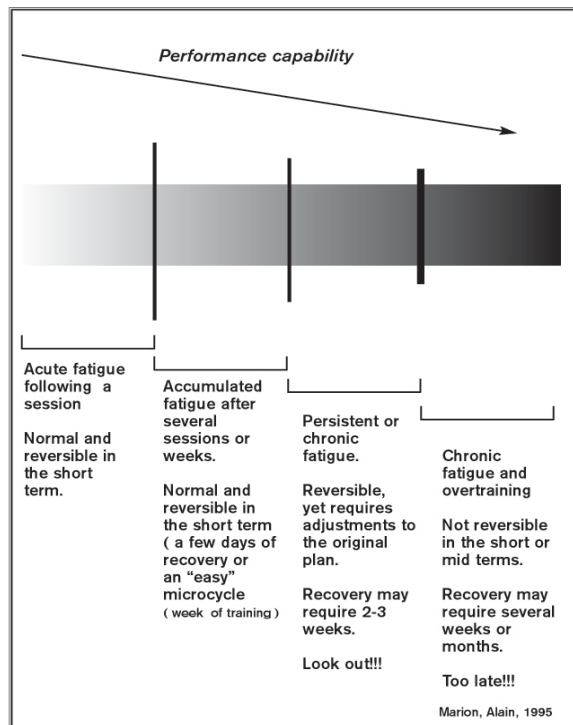 Performance capability
Acute fatigue
following a
session
Normal and
reversible in
the short
term.
Accumulated
fatigue after
several
sessions or
weeks.
Normal and
reversible in
the short term
( a few days of
recovery or
an “easy”
microcycle
( week of training )
Persistent or
chronic
fatigue.
Reversible,
yet requires
adjustments to
the original
plan.
Recovery may
require 2-3
weeks.
Look out!!!
Chronic
fatigue and
overtraining
Not reversible
in the short or
mid terms.
Recovery may
require several
weeks or
months.
Too late!!!
Marion, Alain, 1995